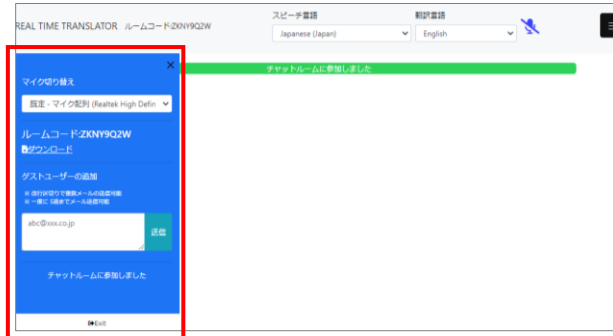 REAL TIME TRANSLATOR ルームコード:ZKNY9Q2W
スピーチ言語
Japanese (Japan)
翻訳言語
English
チャットルームに参加しました
マイク切り替え
既定 - マイク配列 (Realtek High Defin
ルームコード:ZKNY9Q2W
ダウンロード
ゲストユーザーの追加
※ 改行区切りで複数メールの送信可能
※ 一度に 5通までメール送信可能
abc@xxx.co.jp
送信
チャットルームに参加しました
Exit